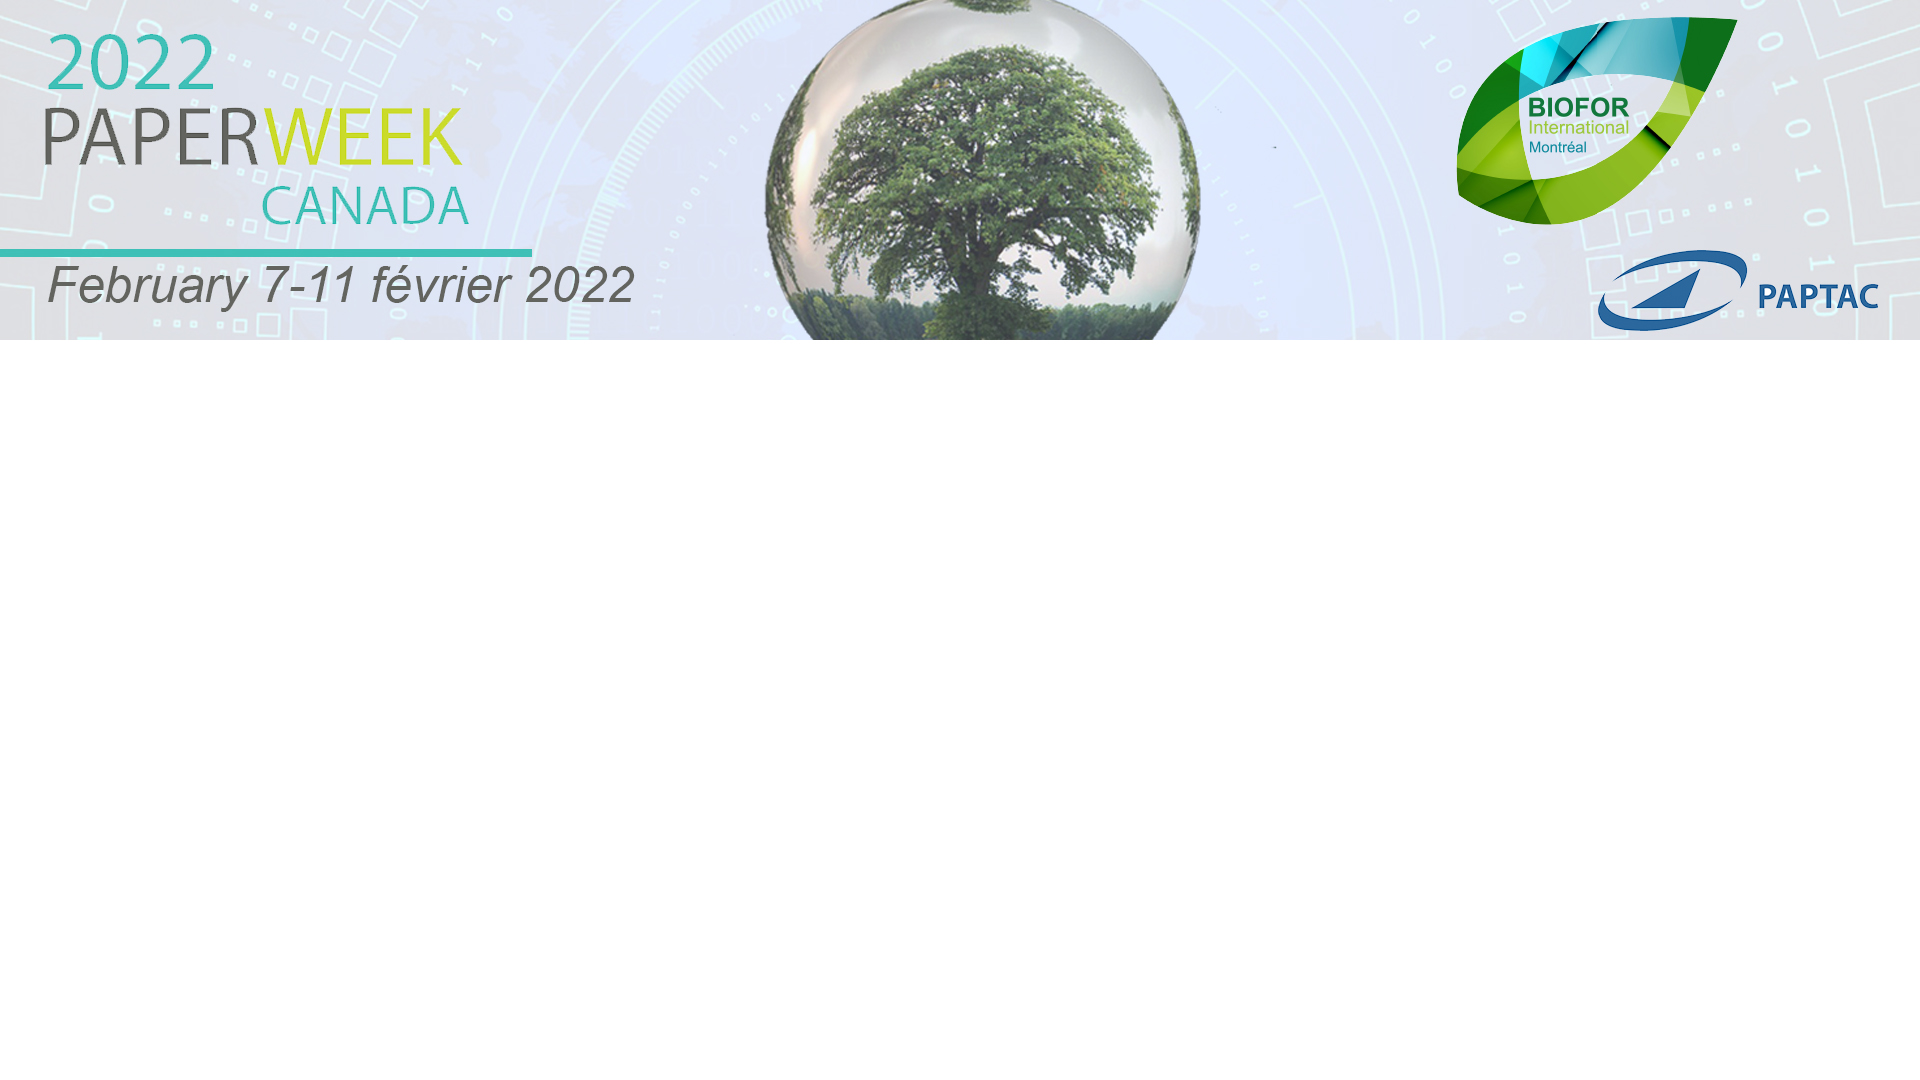 2022
PAPERWEEK
CANADA
February 7-11 février 2022
BIOFOR
International
Montréal
PAPTAC